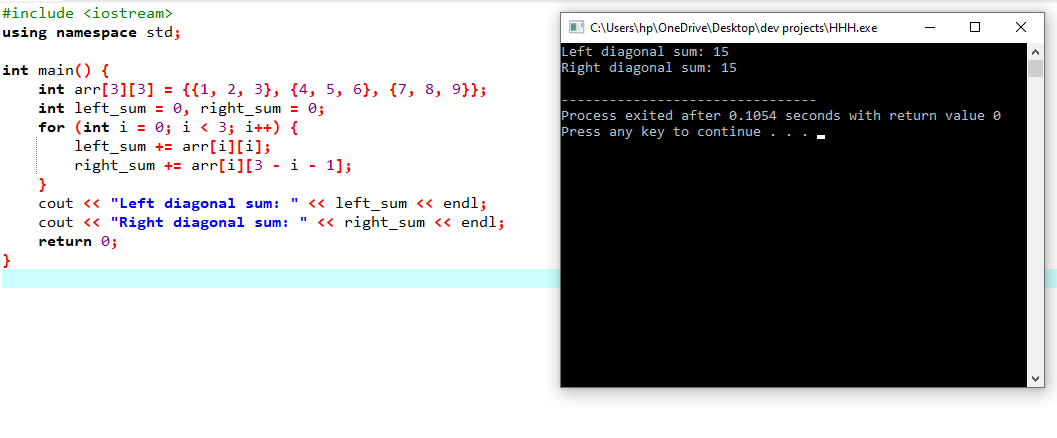 #include <iostream>
using namespace std;

int main() {
    int arr[3][3] = {{1, 2, 3}, {4, 5, 6}, {7, 8, 9}};
    int left_sum = 0, right_sum = 0;
    for (int i = 0; i < 3; i++) {
        left_sum += arr[i][i];
        right_sum += arr[i][3 - i - 1];
    }
    cout << "Left diagonal sum: " << left_sum << endl;
    cout << "Right diagonal sum: " << right_sum << endl;
    return 0;
}
C:\Users\hp\OneDrive\Desktop\dev projects\HHH.exe
Left diagonal sum: 15
Right diagonal sum: 15

--------------------------------
Process exited after 0.1054 seconds with return value 0
Press any key to continue . . .